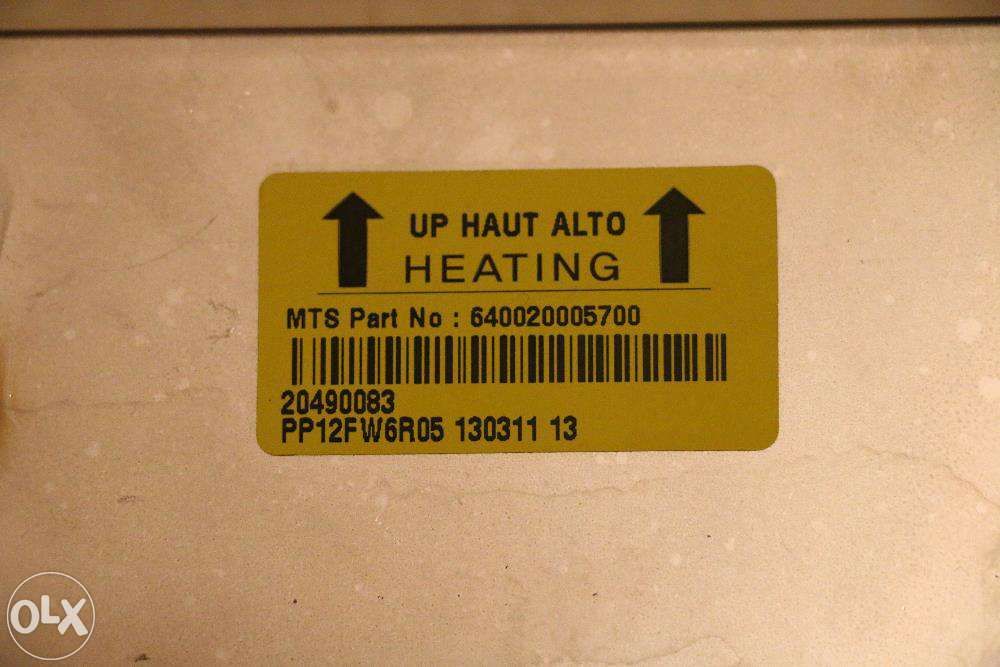 UP HAUT ALTO
HEATING
MTS Part No : 640020005700
20490083
PP12FW6R05 130311 13
OLX